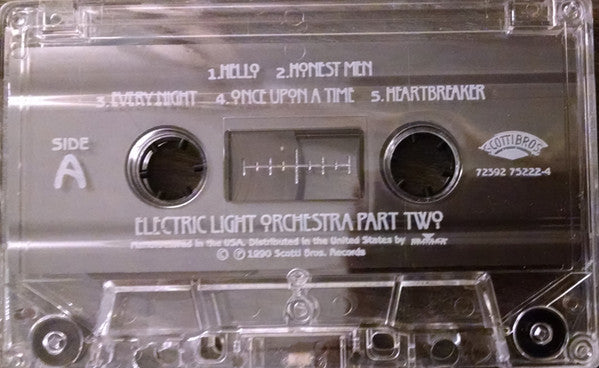 1. HELLO 2. HONEST MEN
3. EVERY NIGHT 4. ONCE UPON A TIME 5. HEARTBREAKER
SIDE
A
SCOTTI BROS.
72392 75222-4
ELECTRIC LIGHT ORCHESTRA PART TWO
Manufactured in the USA. Distributed in the United States by
© ℗ 1990 Scotti Bros. Records